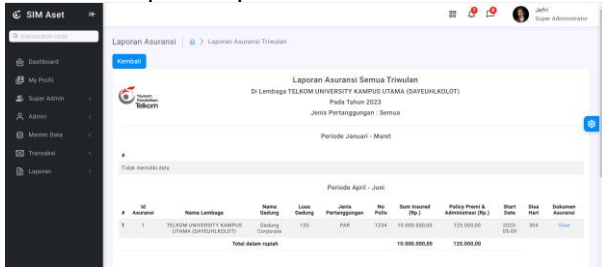 SIM Aset
transaction code
Dashboard
My Profil
Super Admin
Admin
Master Data
Transaksi
Laporan
Jefri
Super Administrator
Laporan Asuransi > Laporan Asuransi Triwulan
Kembali
Telkom
Laporan Asuransi Semua Triwulan
Di Lembaga TELKOM UNIVERSITY KAMPUS UTAMA (DAYEUHKOLOT)
Pada Tahun 2023
Jenis Pertanggungan : Semua
Periode Januari - Maret
#
Tidak memiliki data
Periode April - Juni
# Id Asuransi Nama Lembaga Nama Gedung Luas Gedung Jenis Pertanggungan No Polis Sum Insured (Rp.) Policy Premi & Administrasi (Rp.) Start Date Sisa Hari Dokumen Asuransi
1 1 TELKOM UNIVERSITY KAMPUS UTAMA (DAYEUHKOLOT) Gedung Corporate 120 PAR 1234 10.000.000,00 125.000,00 2023-05-09 364 View
Total dalam rupiah 10.000.000,00 125.000,00